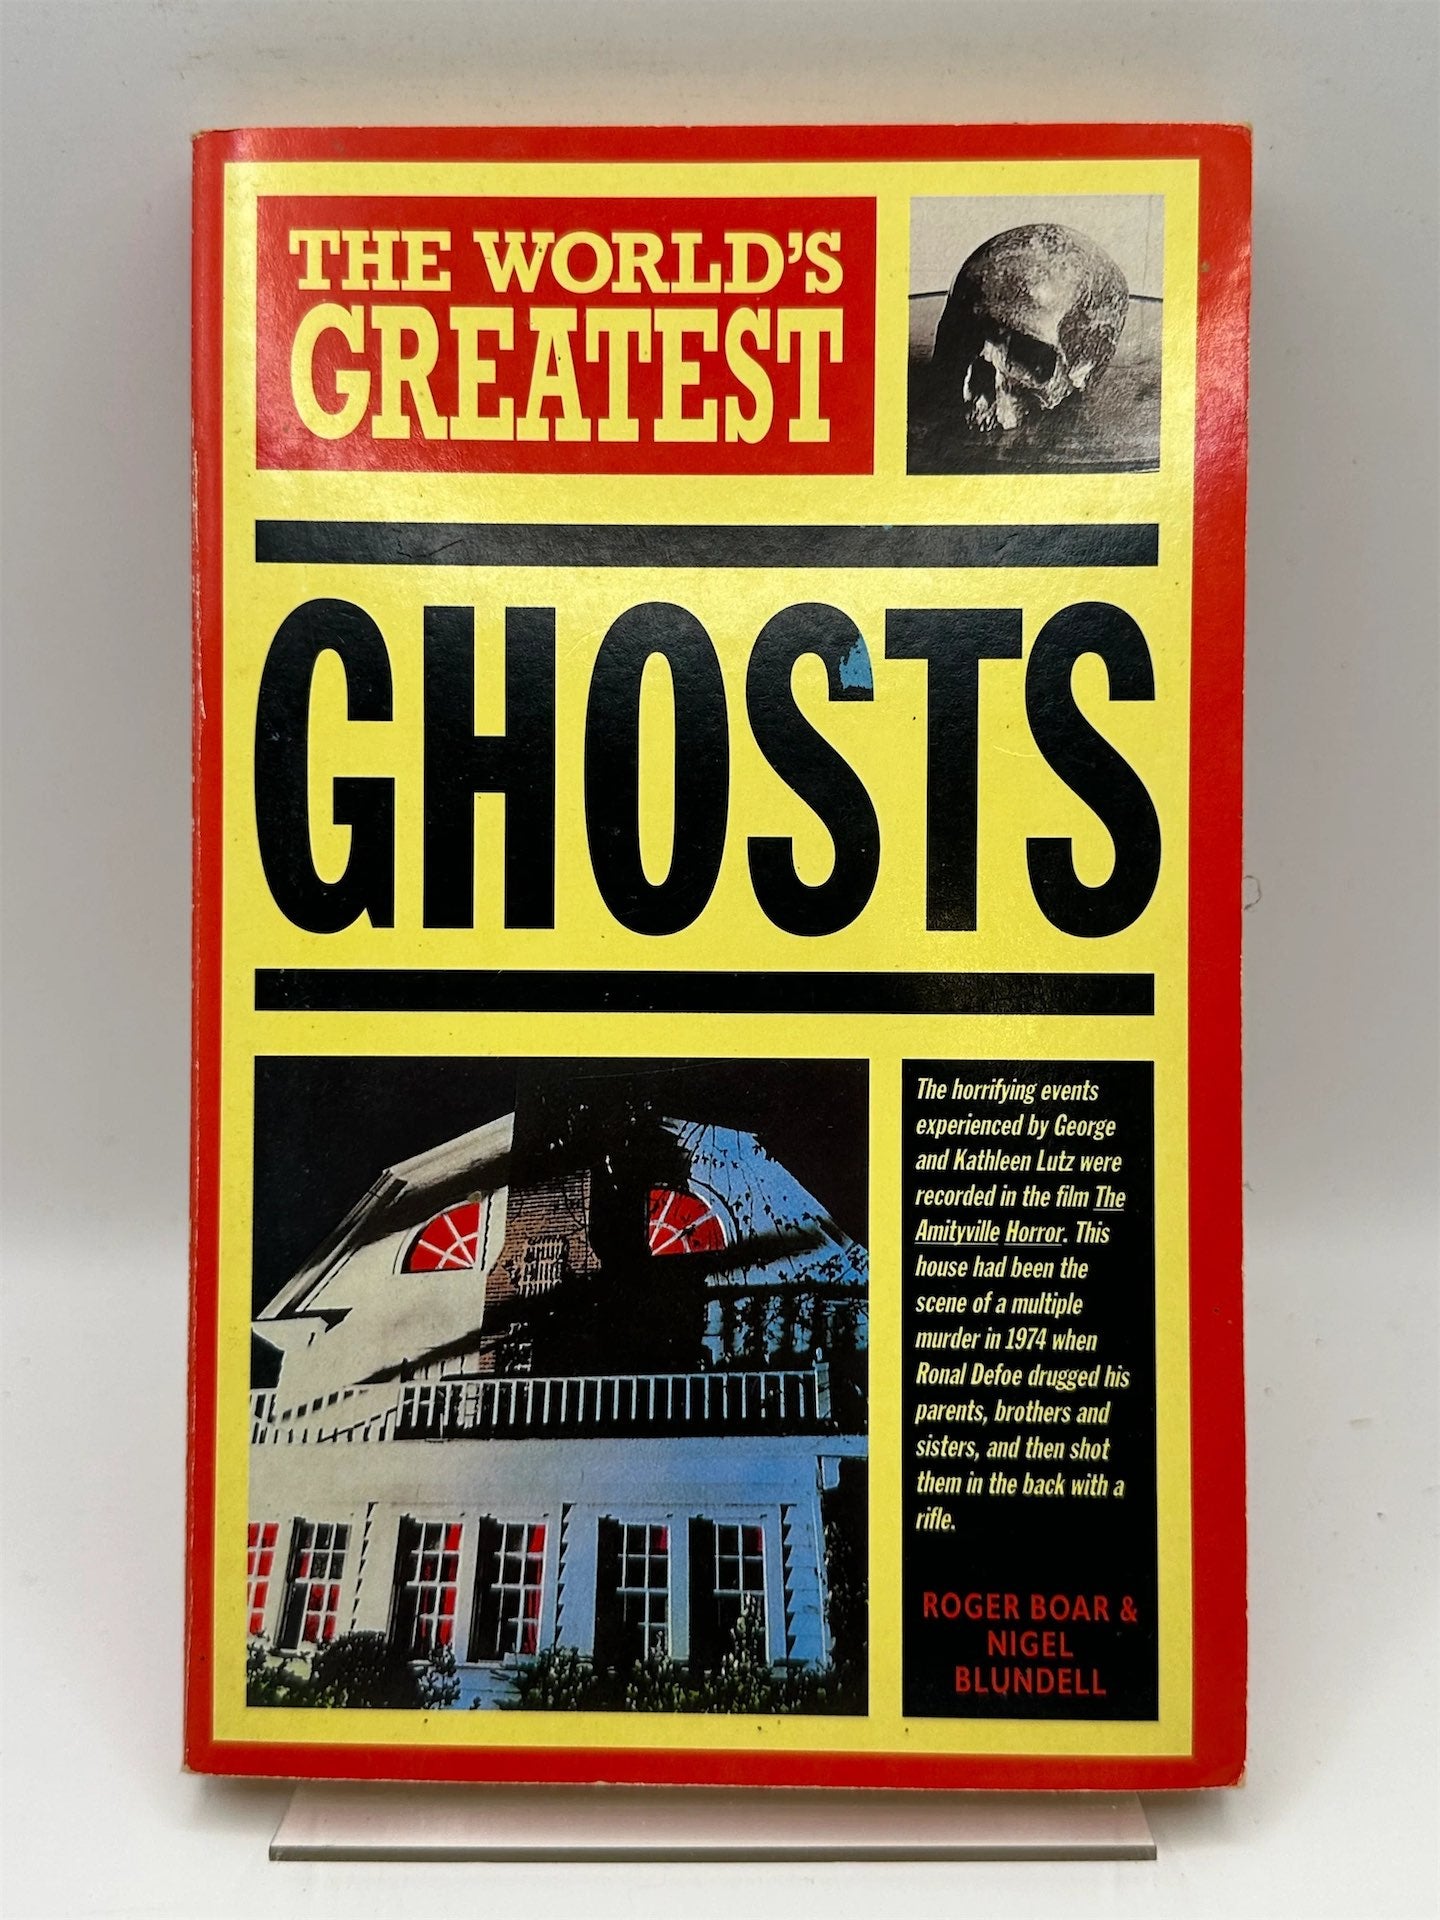 THE WORLD'S
GREATEST
GHOSTS
The horrifying events
experienced by George
and Kathleen Lutz were
recorded in the film The
Amityville Horror. This
house had been the
scene of a multiple
murder in 1974 when
Ronal Defoe drugged his
parents, brothers and
sisters, and then shot
them in the back with a
rifle.
ROGER BOAR &
NIGEL
BLUNDELL